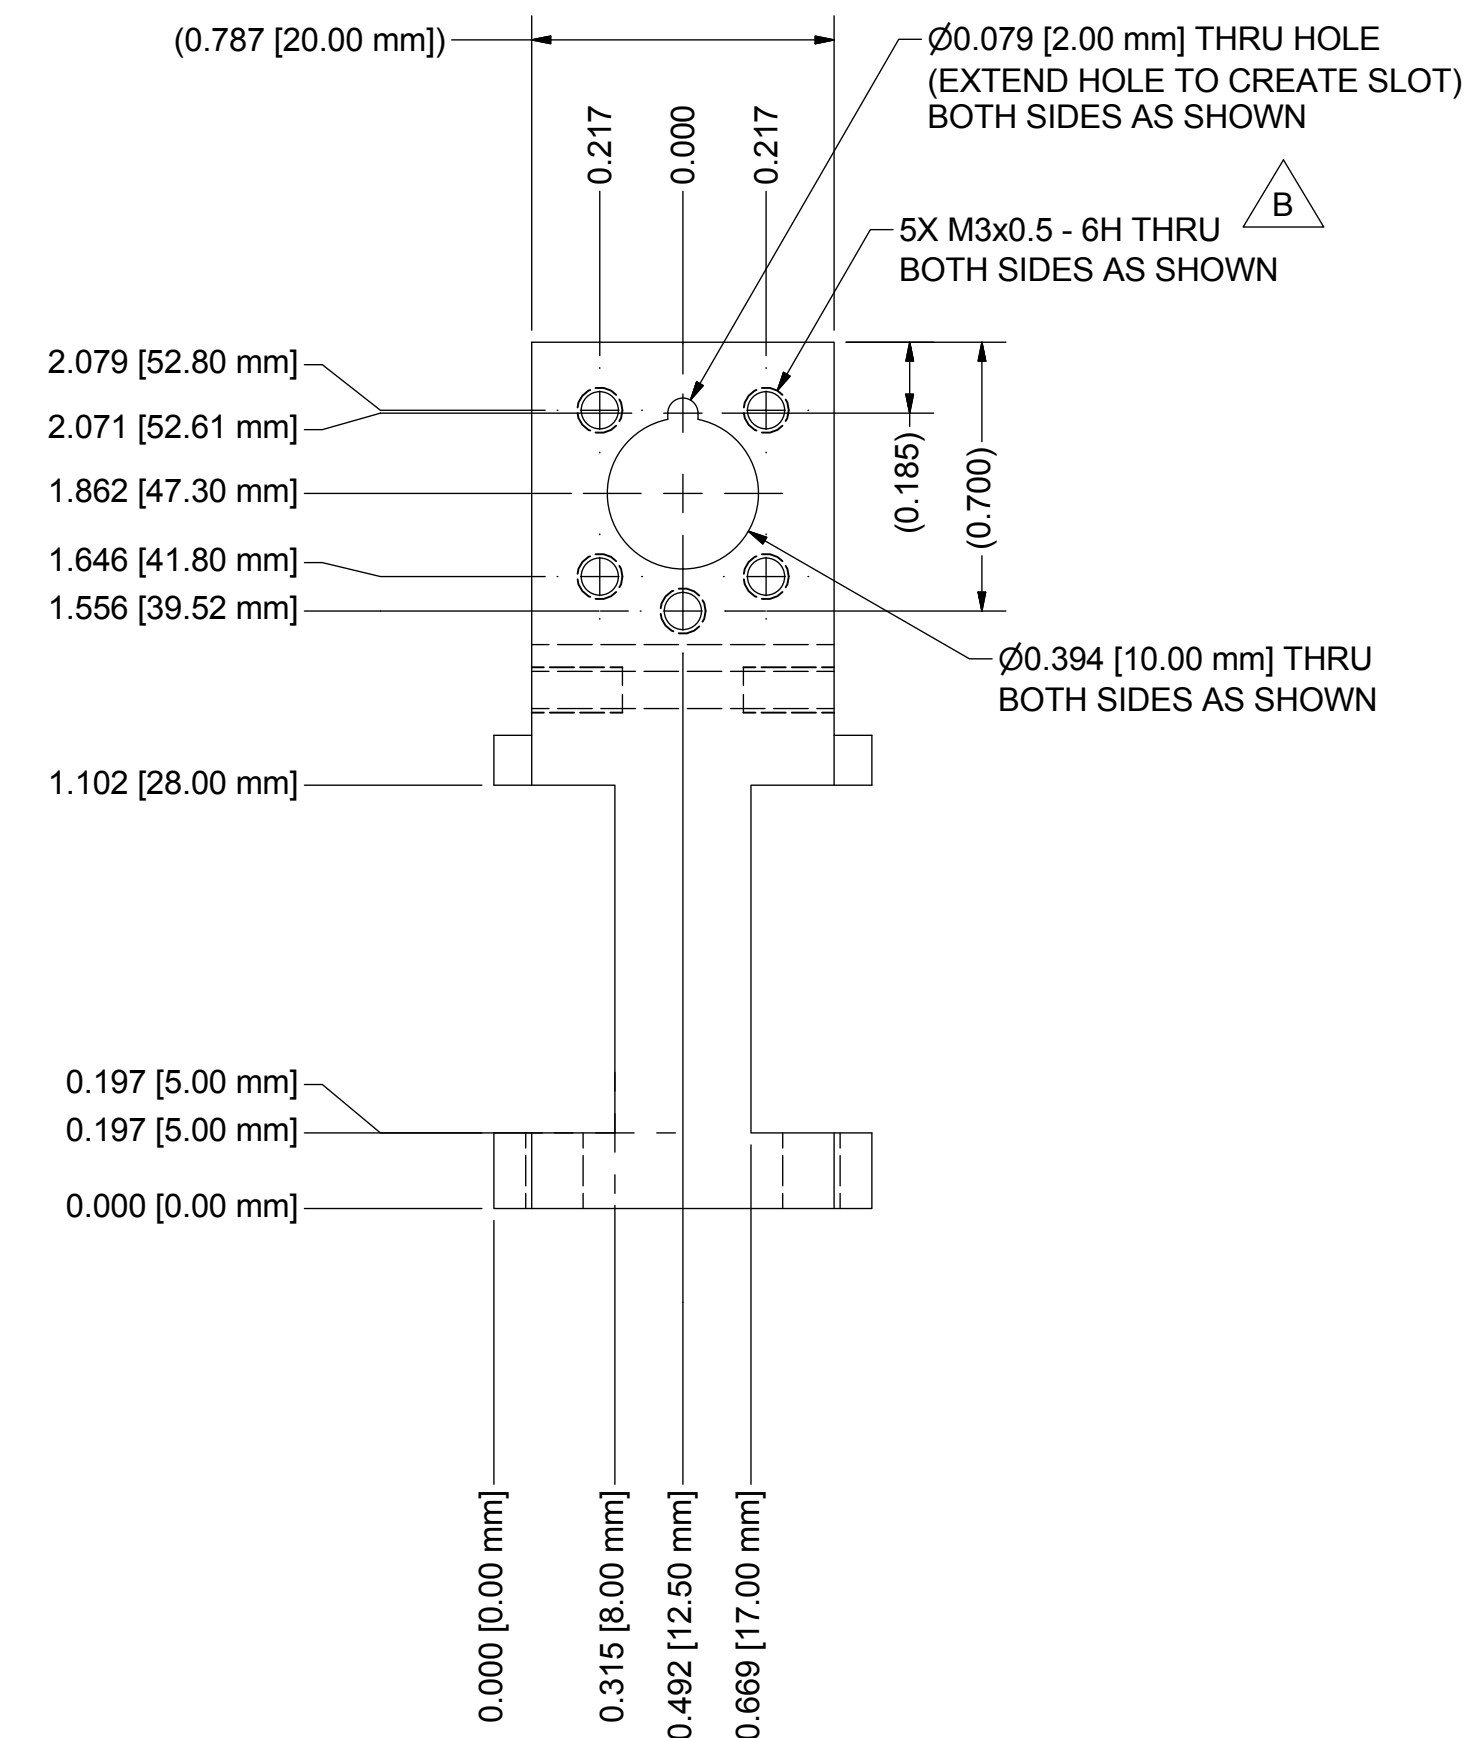 (0.787 [20.00 mm])
Ø0.079 [2.00 mm] THRU HOLE
(EXTEND HOLE TO CREATE SLOT)
BOTH SIDES AS SHOWN
0.217
0.000
0.217
B
5X M3x0.5 - 6H THRU
BOTH SIDES AS SHOWN
2.079 [52.80 mm]
2.071 [52.61 mm]
1.862 [47.30 mm]
1.646 [41.80 mm]
1.556 [39.52 mm]
(0.185)
(0.700)
Ø0.394 [10.00 mm] THRU
BOTH SIDES AS SHOWN
1.102 [28.00 mm]
0.197 [5.00 mm]
0.197 [5.00 mm]
0.000 [0.00 mm]
0.000 [0.00 mm]
0.315 [8.00 mm]
0.492 [12.50 mm]
0.669 [17.00 mm]